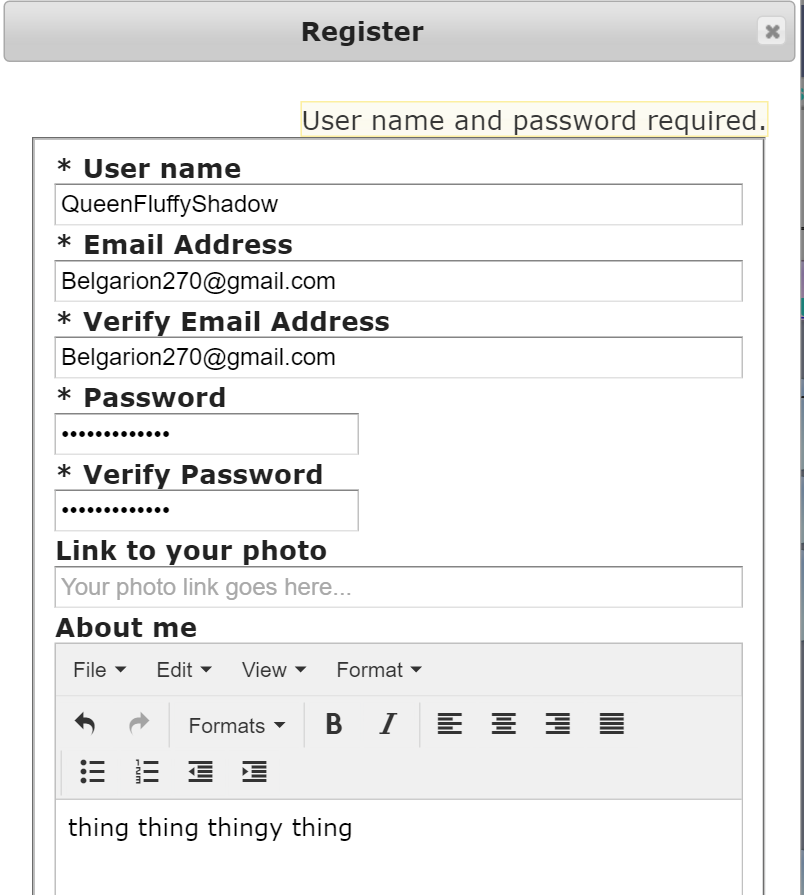 Register
User name and password required.
* User name
QueenFluffyShadow
* Email Address
Belgarion270@gmail.com
* Verify Email Address
Belgarion270@gmail.com
* Password
•••••••••••••
* Verify Password
•••••••••••••
Link to your photo
Your photo link goes here...
About me
File Edit View Format
Formats B I
thing thing thingy thing